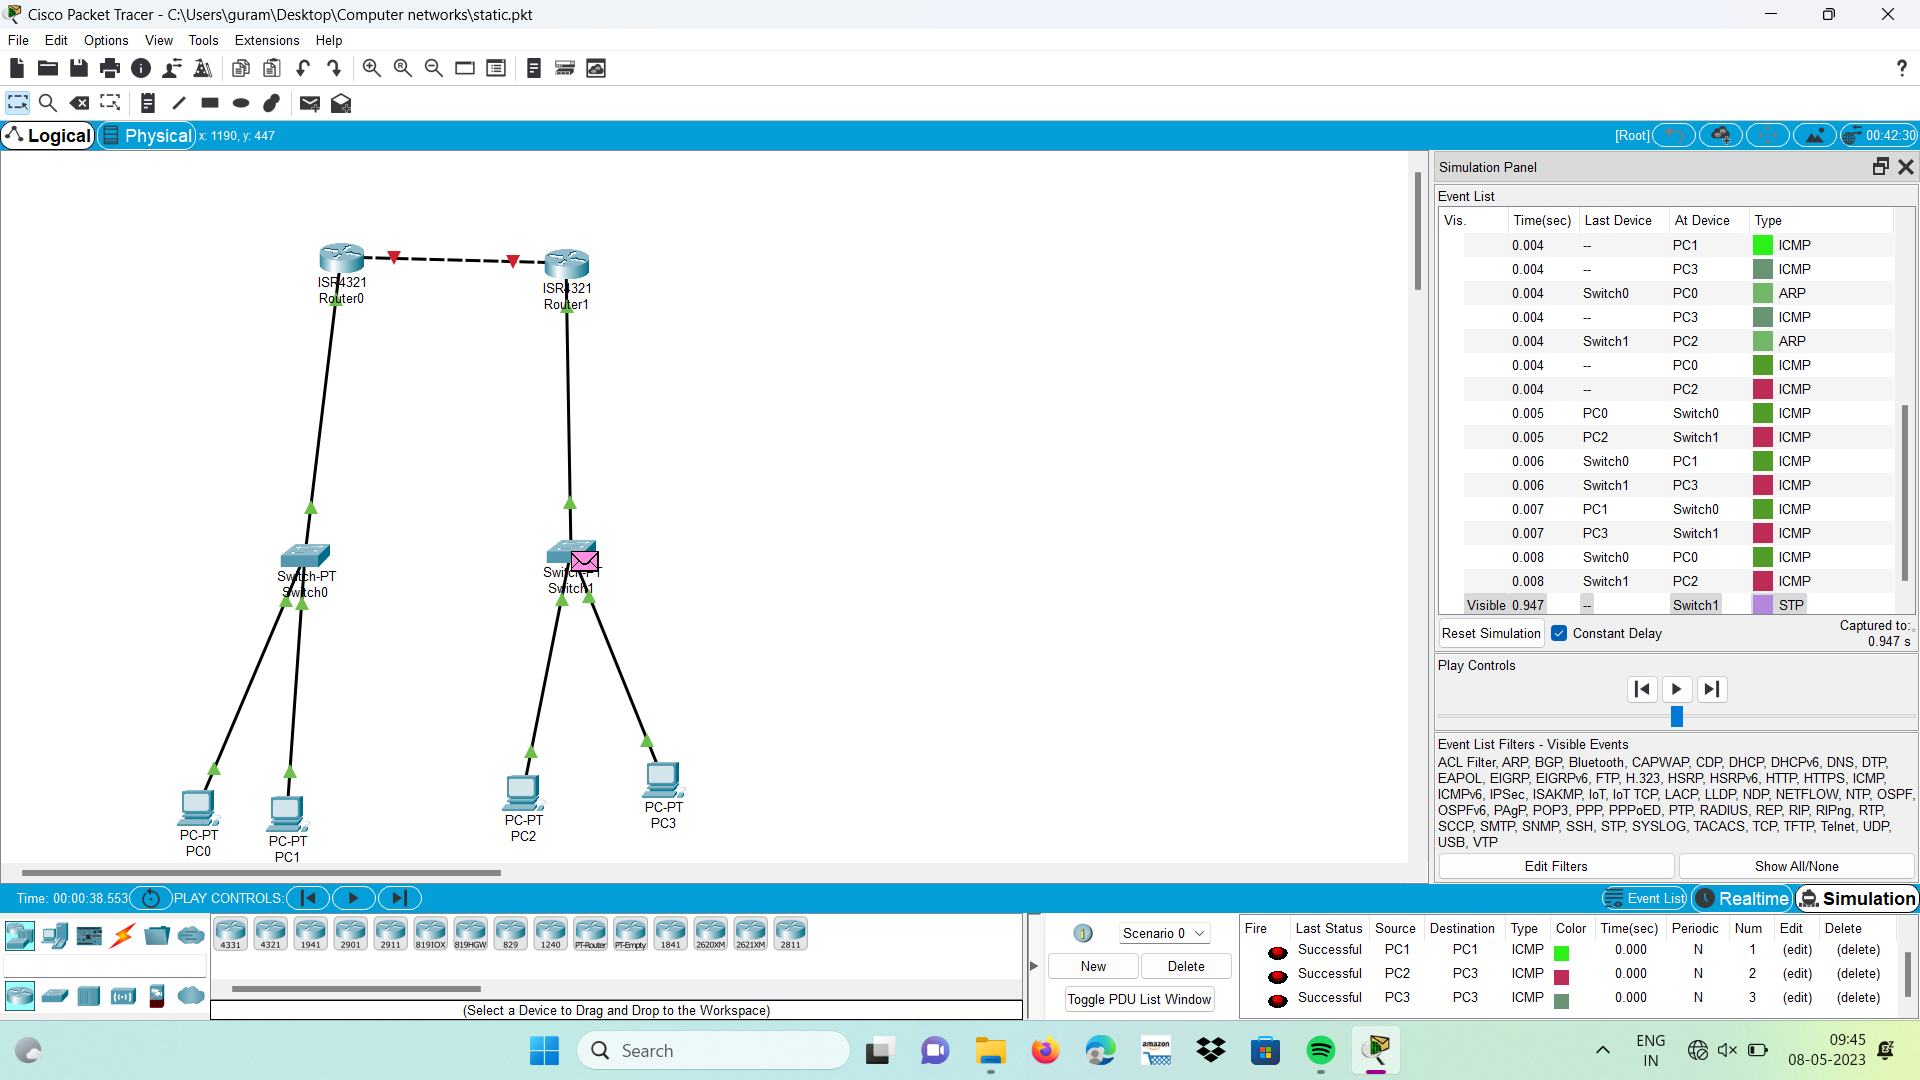 Cisco Packet Tracer - C:\Users\guram\Desktop\Computer networks\static.pkt
File Edit Options View Tools Extensions Help
?
Logical Physical x: 1190, y: 447 [Root] 00:42:30
Simulation Panel
Event List
Vis. Time(sec) Last Device At Device Type
0.004 -- PC1 ICMP
0.004 -- PC3 ICMP
0.004 Switch0 PC0 ARP
0.004 -- PC3 ICMP
0.004 Switch1 PC2 ARP
0.004 -- PC0 ICMP
0.004 -- PC2 ICMP
0.005 PC0 Switch0 ICMP
0.005 PC2 Switch1 ICMP
0.006 Switch0 PC1 ICMP
0.006 Switch1 PC3 ICMP
0.007 PC1 Switch0 ICMP
0.007 PC3 Switch1 ICMP
0.008 Switch0 PC0 ICMP
0.008 Switch1 PC2 ICMP
Visible 0.947 -- Switch1 STP
Reset Simulation Constant Delay Captured to:
0.947 s
Play Controls
Event List Filters - Visible Events
ACL Filter, ARP, BGP, Bluetooth, CAPWAP, CDP, DHCP, DHCPv6, DNS, DTP,
EAPOL, EIGRP, EIGRPv6, FTP, H.323, HSRP, HSRPv6, HTTP, HTTPS, ICMP,
ICMPv6, IPSec, ISAKMP, IoT, IoT TCP, LACP, LLDP, NDP, NETFLOW, NTP, OSPF,
OSPFv6, PAgP, POP3, PPP, PPPoED, PTP, RADIUS, REP, RIP, RIPng, RTP,
SCCP, SMTP, SNMP, SSH, STP, SYSLOG, TACACS, TCP, TFTP, Telnet, UDP,
USB, VTP
Edit Filters Show All/None
ISR4321
Router0
ISR4321
Router1
Switch-PT
Switch0
Switch-PT
Switch1
PC-PT
PC0
PC-PT
PC1
PC-PT
PC2
PC-PT
PC3
Time: 00:00:38.553 PLAY CONTROLS: Event List Realtime Simulation
4331 4321 1941 2901 2911 819IOX 819HGW 829 1240 PT-Router PT-Empty 1841 2620XM 2621XM 2811
(Select a Device to Drag and Drop to the Workspace)
Scenario 0
New Delete
Toggle PDU List Window
Fire Last Status Source Destination Type Color Time(sec) Periodic Num Edit Delete
Successful PC1 PC1 ICMP 0.000 N 1 (edit) (delete)
Successful PC2 PC3 ICMP 0.000 N 2 (edit) (delete)
Successful PC3 PC3 ICMP 0.000 N 3 (edit) (delete)
Search
amazon
ENG
IN
09:45
08-05-2023